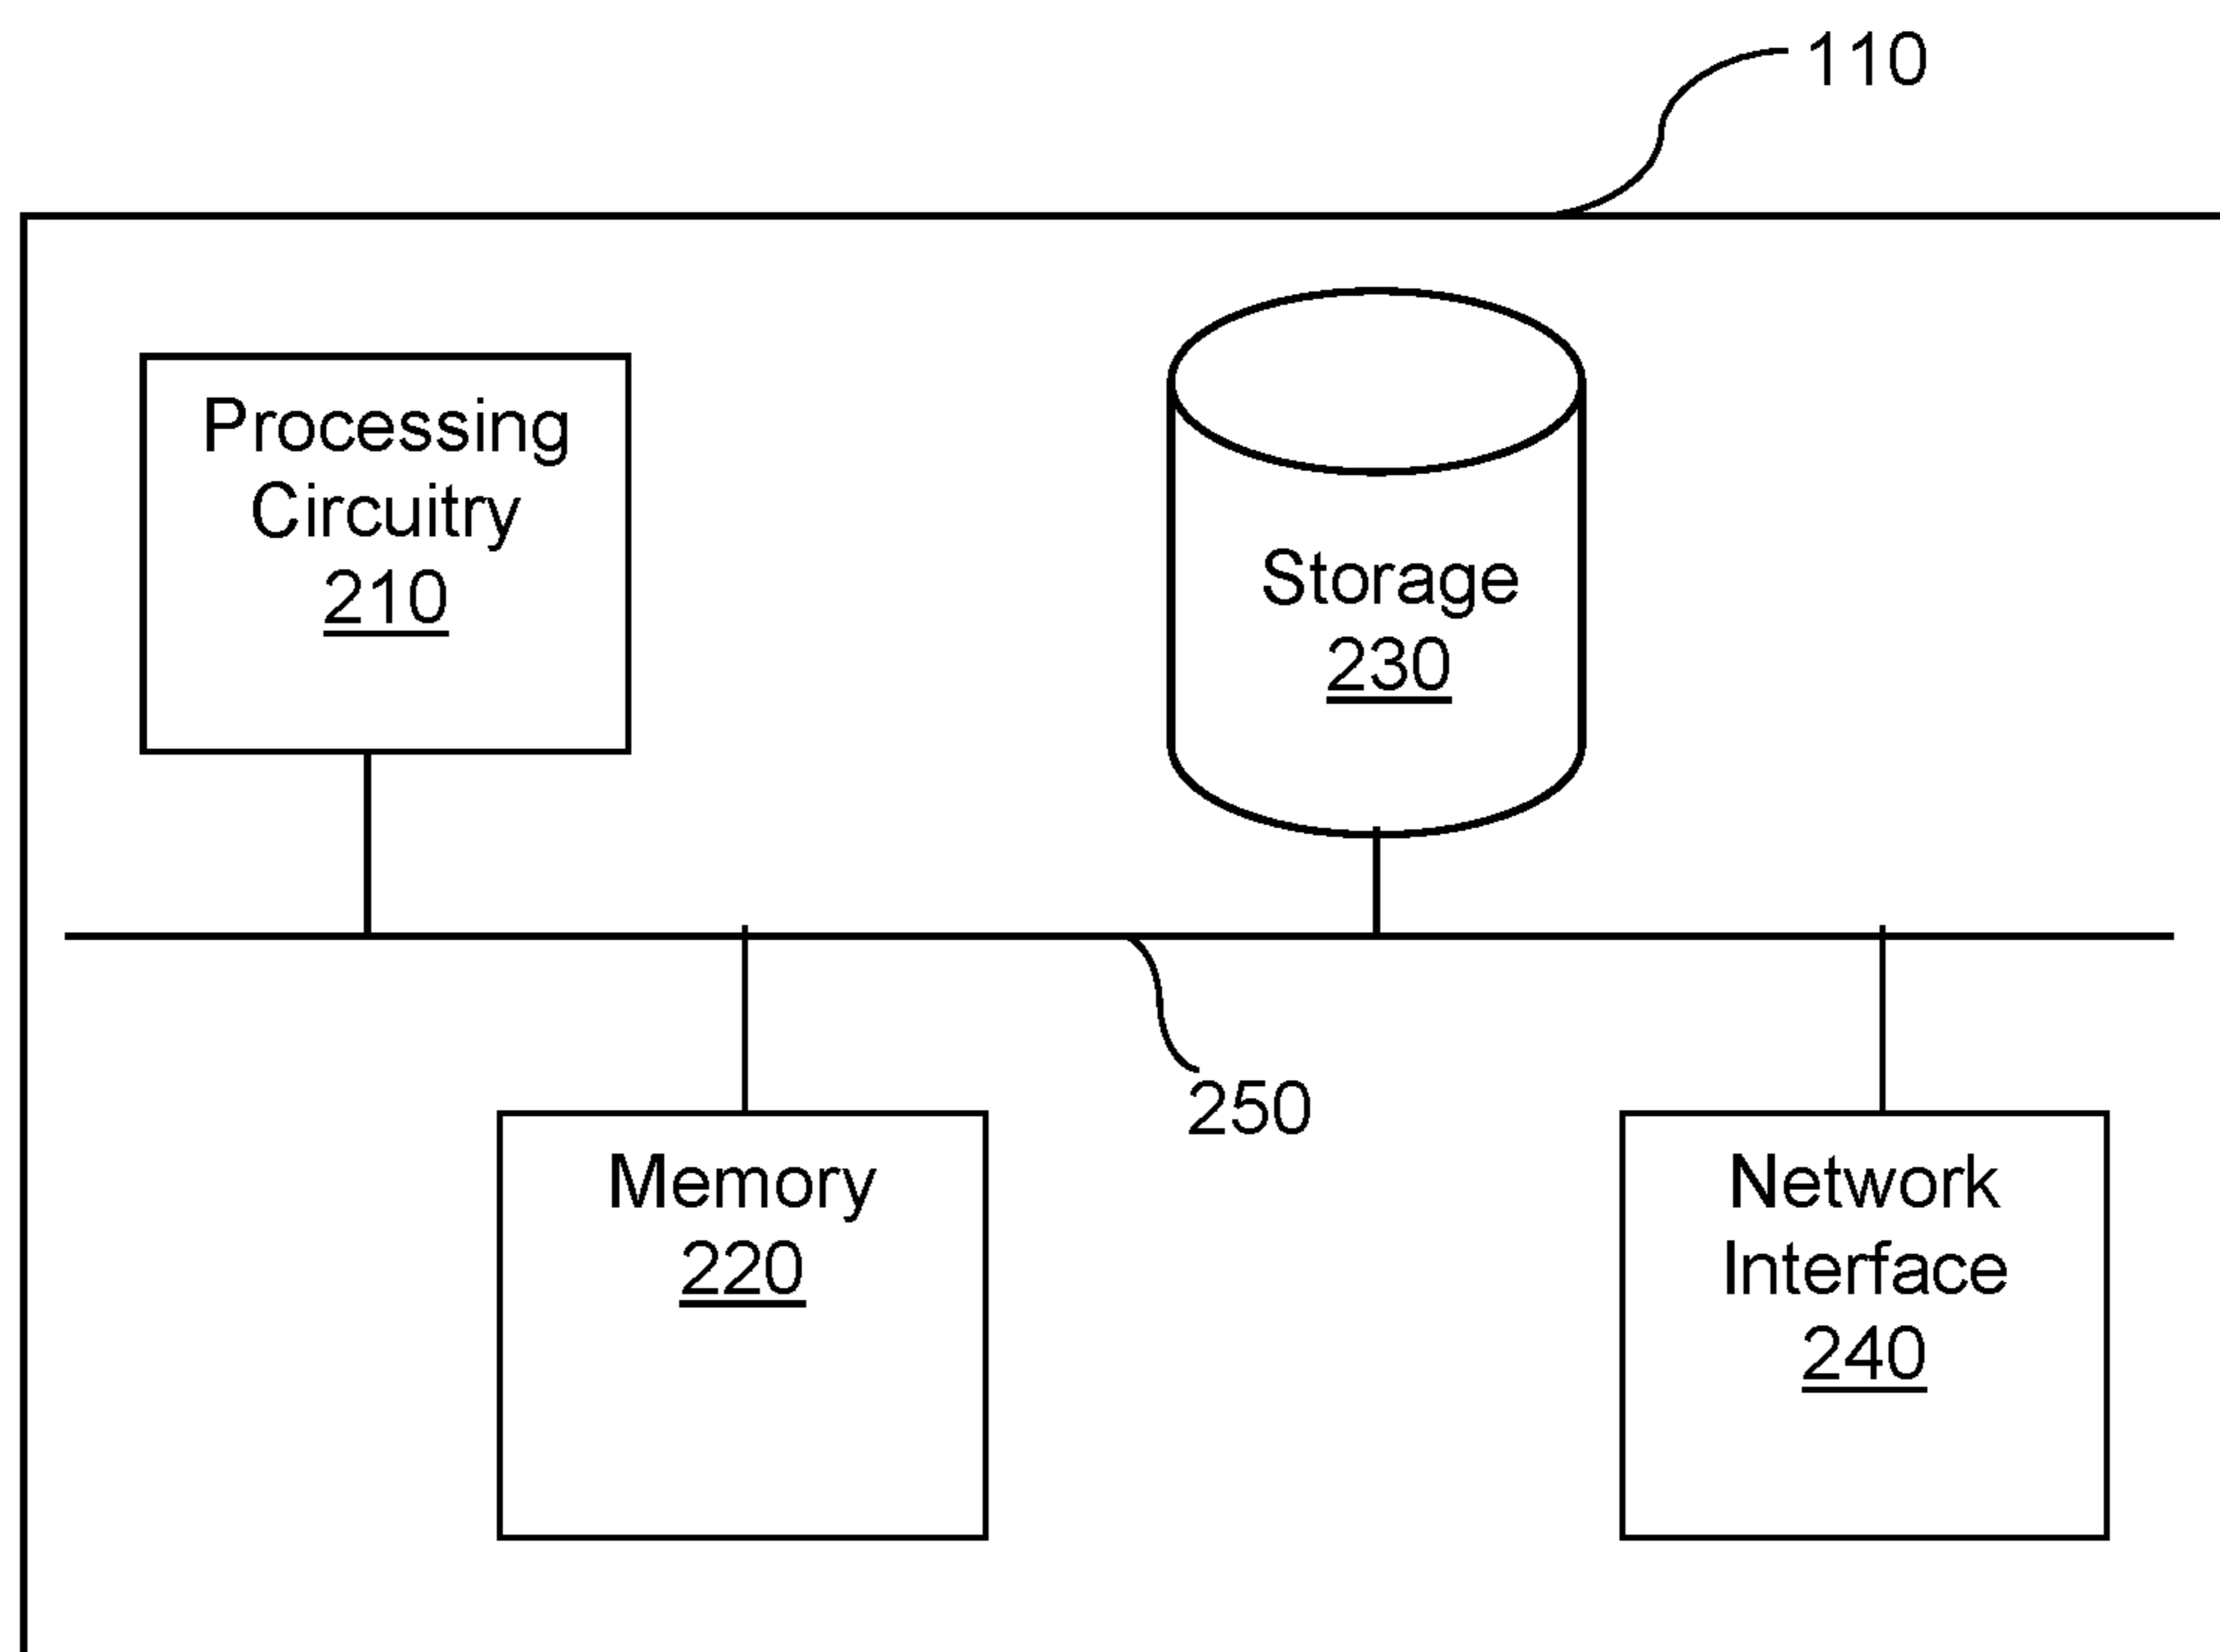 110
Processing
Circuitry
210
Storage
230
250
Memory
220
Network
Interface
240